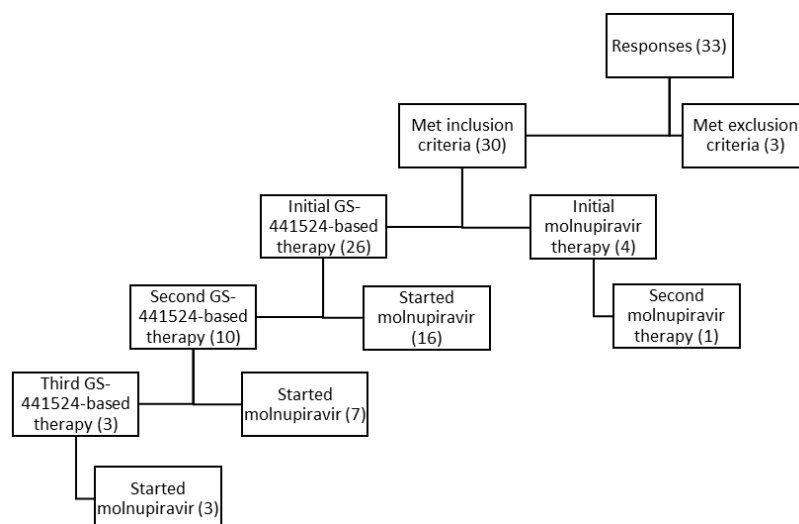 Responses (33)
Met inclusion
criteria (30)
Met exclusion
criteria (3)
Initial GS-
441524-based
therapy (26)
Initial
molnupiravir
therapy (4)
Second GS-
441524-based
therapy (10)
Started
molnupiravir
(16)
Second
molnupiravir
therapy (1)
Third GS-
441524-based
therapy (3)
Started
molnupiravir (7)
Started
molnupiravir (3)